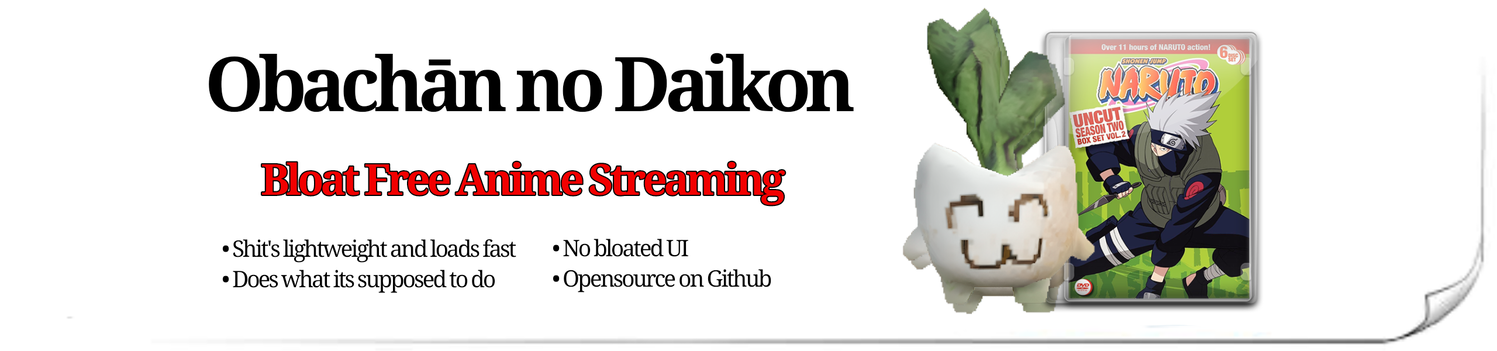 Obachān no Daikon
Bloat Free Anime Streaming
• Shit's lightweight and loads fast
• Does what its supposed to do
• No bloated UI
• Opensource on Github
Over 11 hours of NARUTO action!
SHONEN JUMP
NARUTO
UNCUT
SEASON TWO
BOX SET VOL.2
DVD